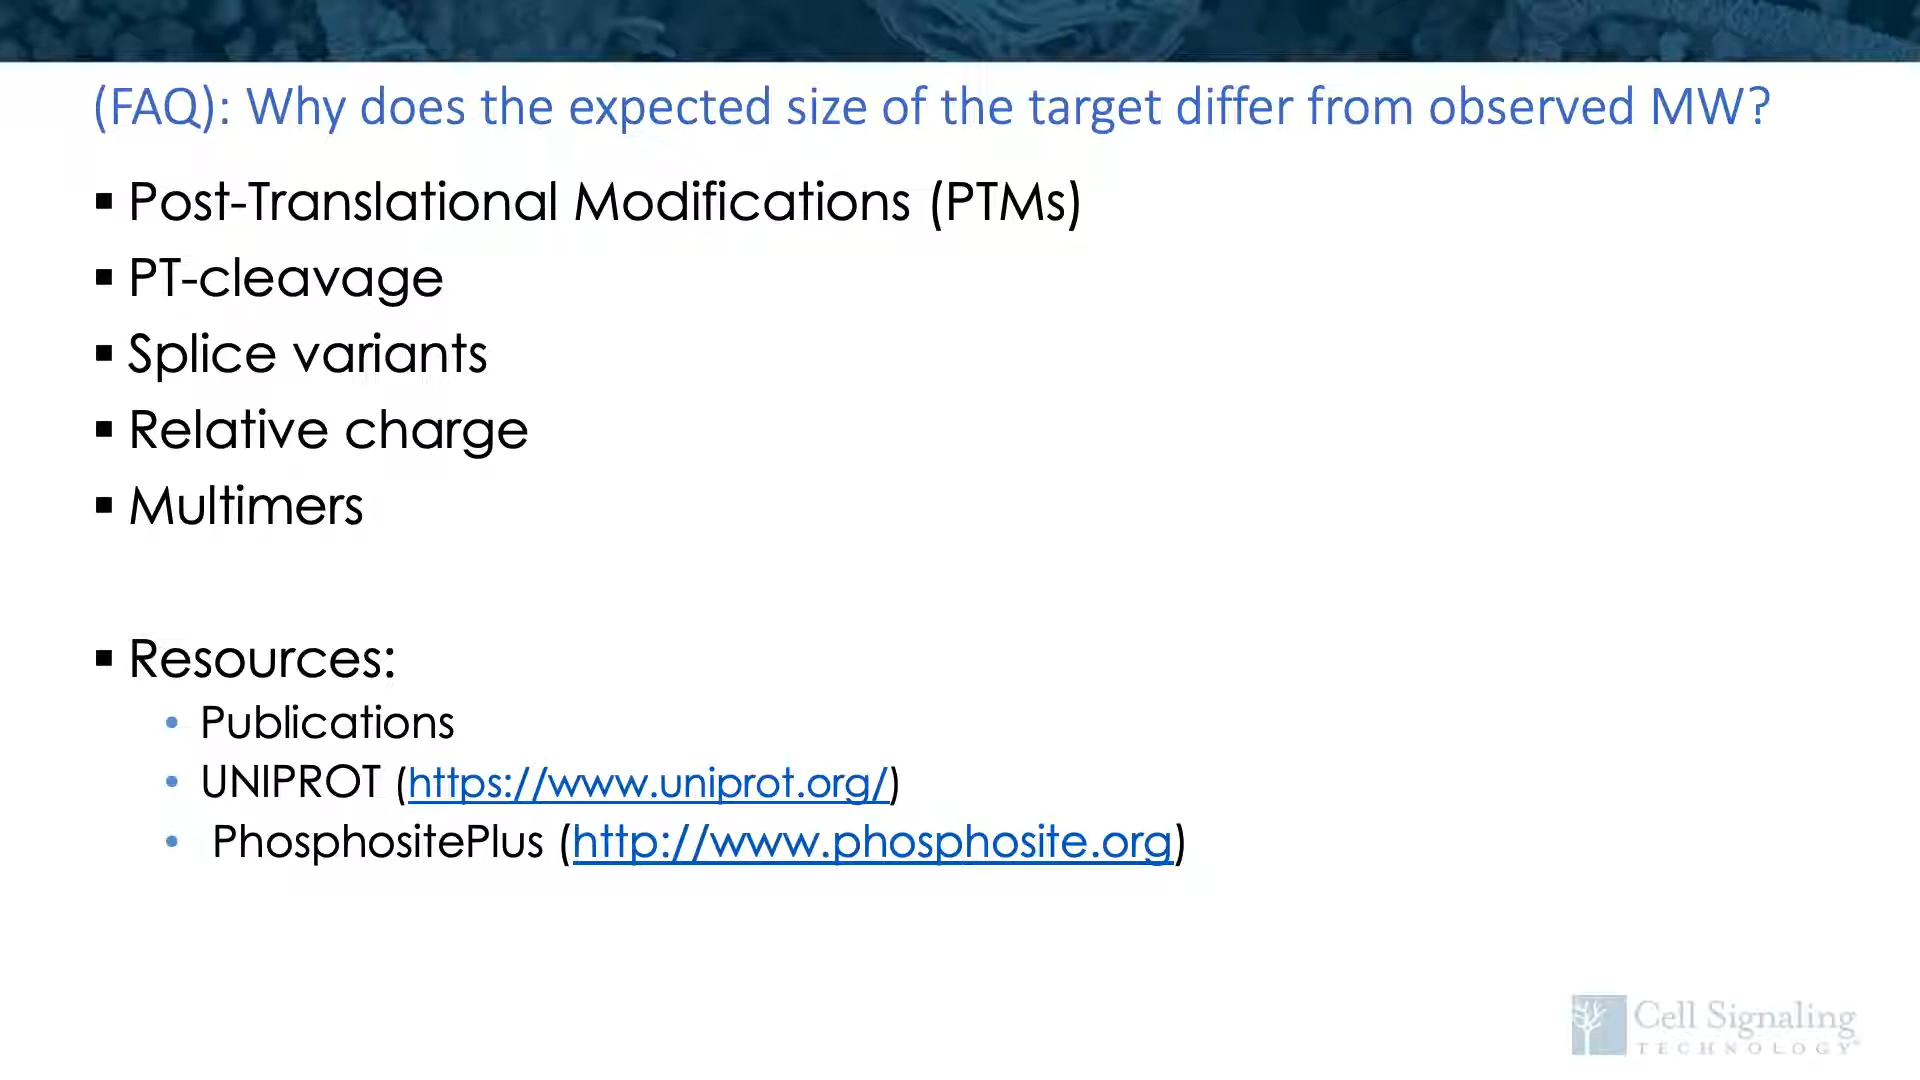 (FAQ): Why does the expected size of the target differ from observed MW?
▪ Post-Translational Modifications (PTMs)
▪ PT-cleavage
▪ Splice variants
▪ Relative charge
▪ Multimers
▪ Resources:
• Publications
• UNIPROT (https://www.uniprot.org/)
• PhosphositePlus (http://www.phosphosite.org)
Cell Signaling
TECHNOLOGY®